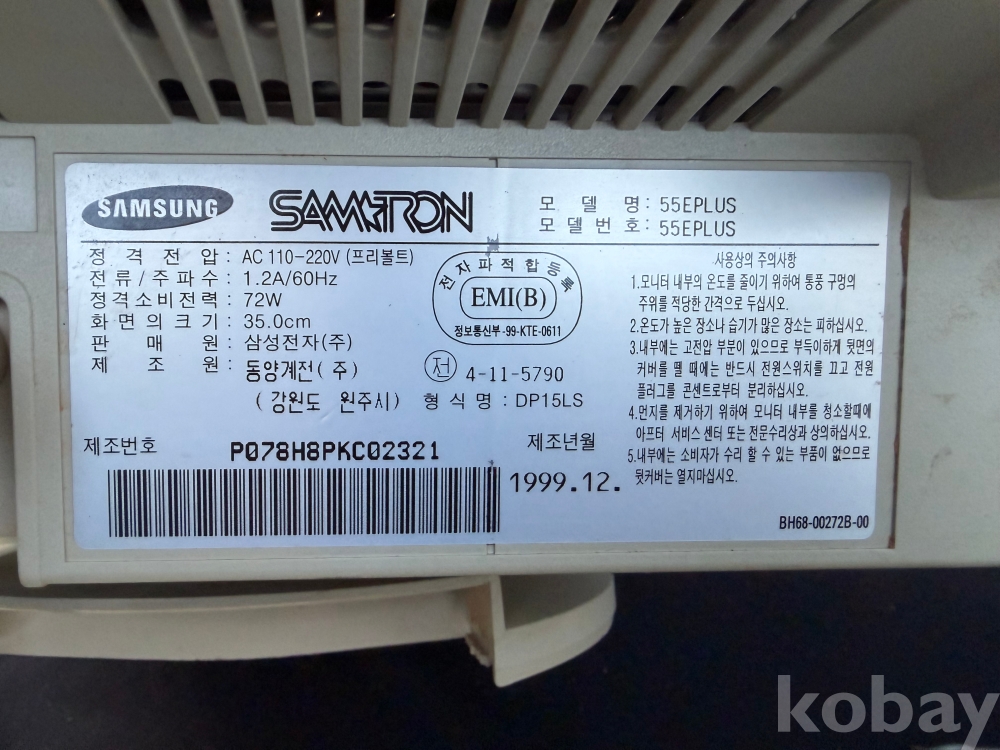 SAMSUNG SAMTRON
모 델 명: 55EPLUS
모델 번호: 55EPLUS
정 격 전 압 : AC 110-220V (프리볼트)
전류 / 주파수 : 1.2A/60Hz
정격소비전력 : 72W
화면의 크기 : 35.0cm
판 매 원 : 삼성전자(주)
제 조 원 : 동양계전(주)
(강원도 원주시)
전자파적합등록
EMI(B)
정보통신부-99-KTE-0611
전 4-11-5790
형 식 명 : DP15LS
제조번호 P078H8PKC02321
제조년월
1999.12.
사용상의 주의사항
1.모니터 내부의 온도를 줄이기 위하여 통풍 구멍의
주위를 적당한 간격으로 두십시오.
2.온도가 높은 장소나 습기가 많은 장소는 피하십시오.
3.내부에는 고전압 부분이 있으므로 부득이하게 뒷면의
커버를 뗄 때에는 반드시 전원스위치를 끄고 전원
플러그를 콘센트로부터 분리하십시오.
4.먼지를 제거하기 위하여 모니터 내부를 청소할때에
아프터 서비스 센터 또는 전문수리상과 상의하십시오.
5.내부에는 소비자가 수리 할 수 있는 부품이 없으므로
뒷커버는 열지마십시오.
BH68-00272B-00
kobay